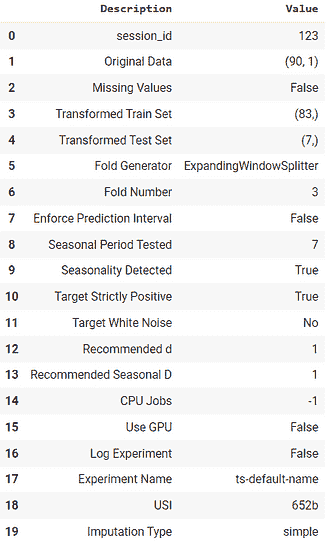 Description Value
0 session_id 123
1 Original Data (90, 1)
2 Missing Values False
3 Transformed Train Set (83,)
4 Transformed Test Set (7,)
5 Fold Generator ExpandingWindowSplitter
6 Fold Number 3
7 Enforce Prediction Interval False
8 Seasonal Period Tested 7
9 Seasonality Detected True
10 Target Strictly Positive True
11 Target White Noise No
12 Recommended d 1
13 Recommended Seasonal D 1
14 CPU Jobs -1
15 Use GPU False
16 Log Experiment False
17 Experiment Name ts-default-name
18 USI 652b
19 Imputation Type simple